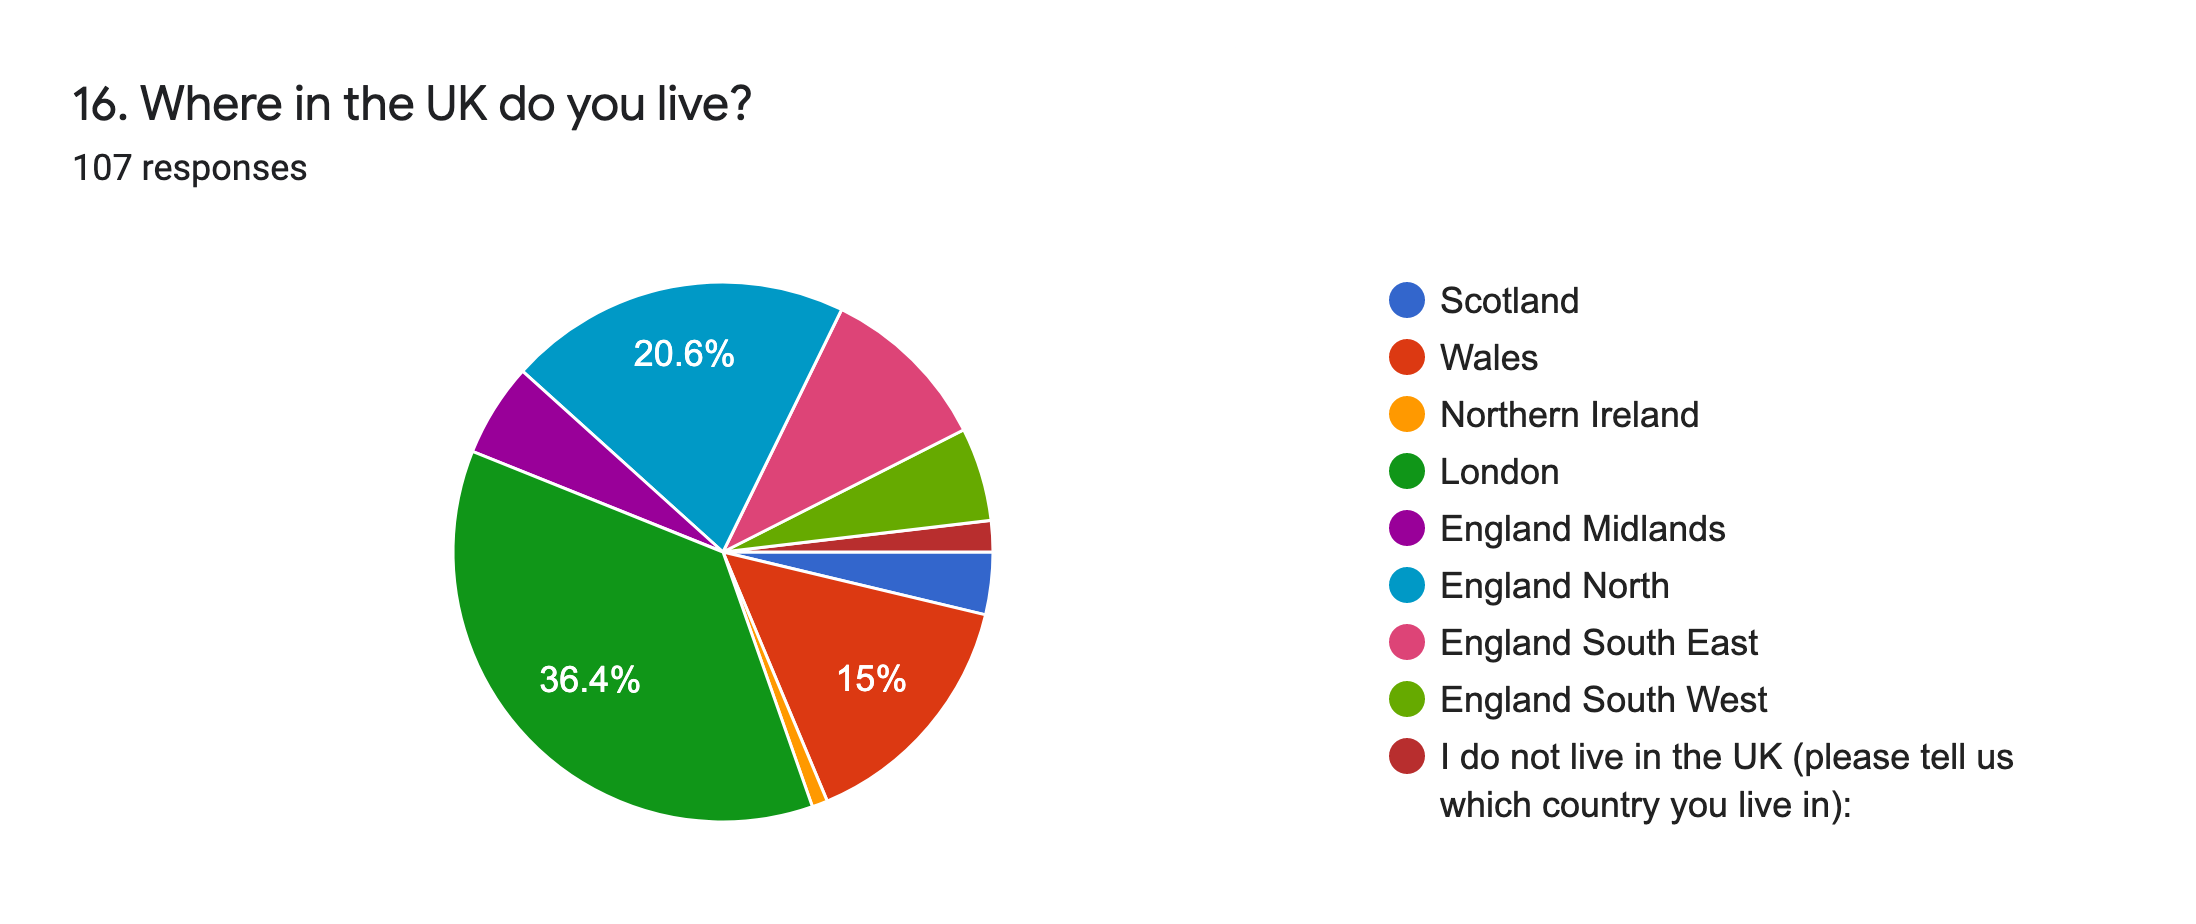 16. Where in the UK do you live?
107 responses
20.6%
36.4%
15%
Scotland
Wales
Northern Ireland
London
England Midlands
England North
England South East
England South West
I do not live in the UK (please tell us
which country you live in):